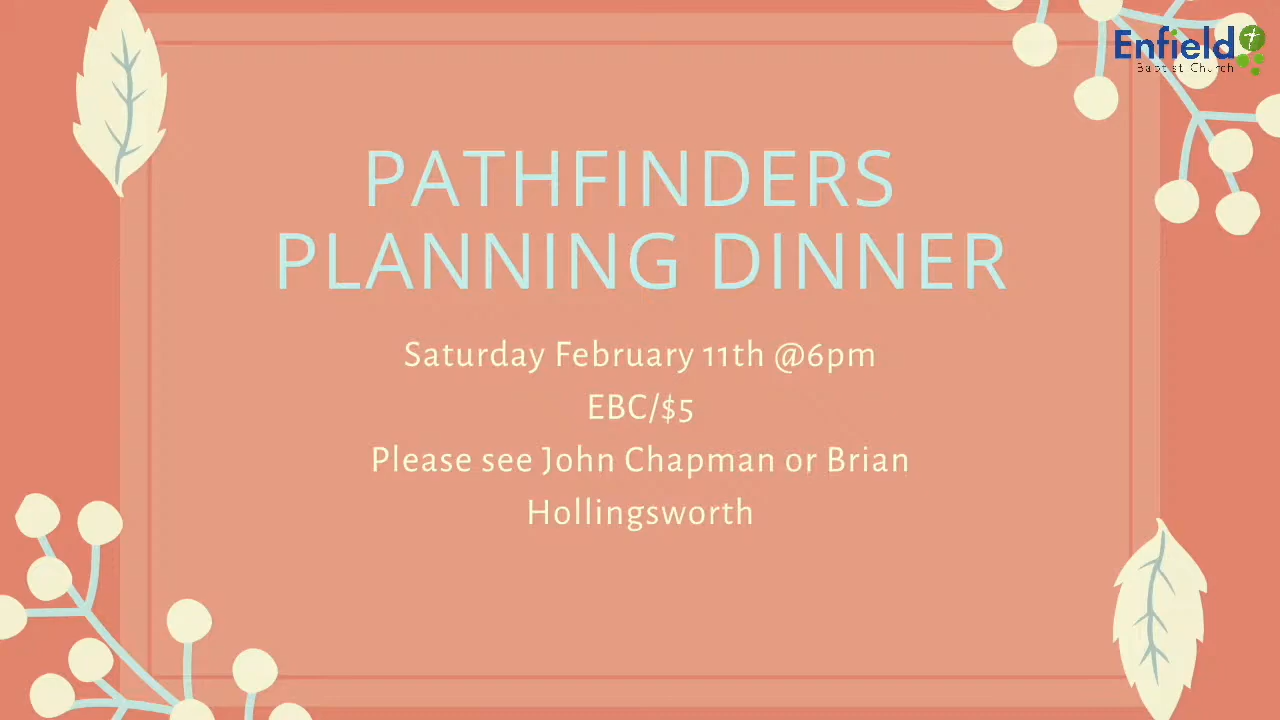 Enfield
Baptist Church
PATHFINDERS
PLANNING DINNER
Saturday February 11th @6pm
EBC/$5
Please see John Chapman or Brian
Hollingsworth